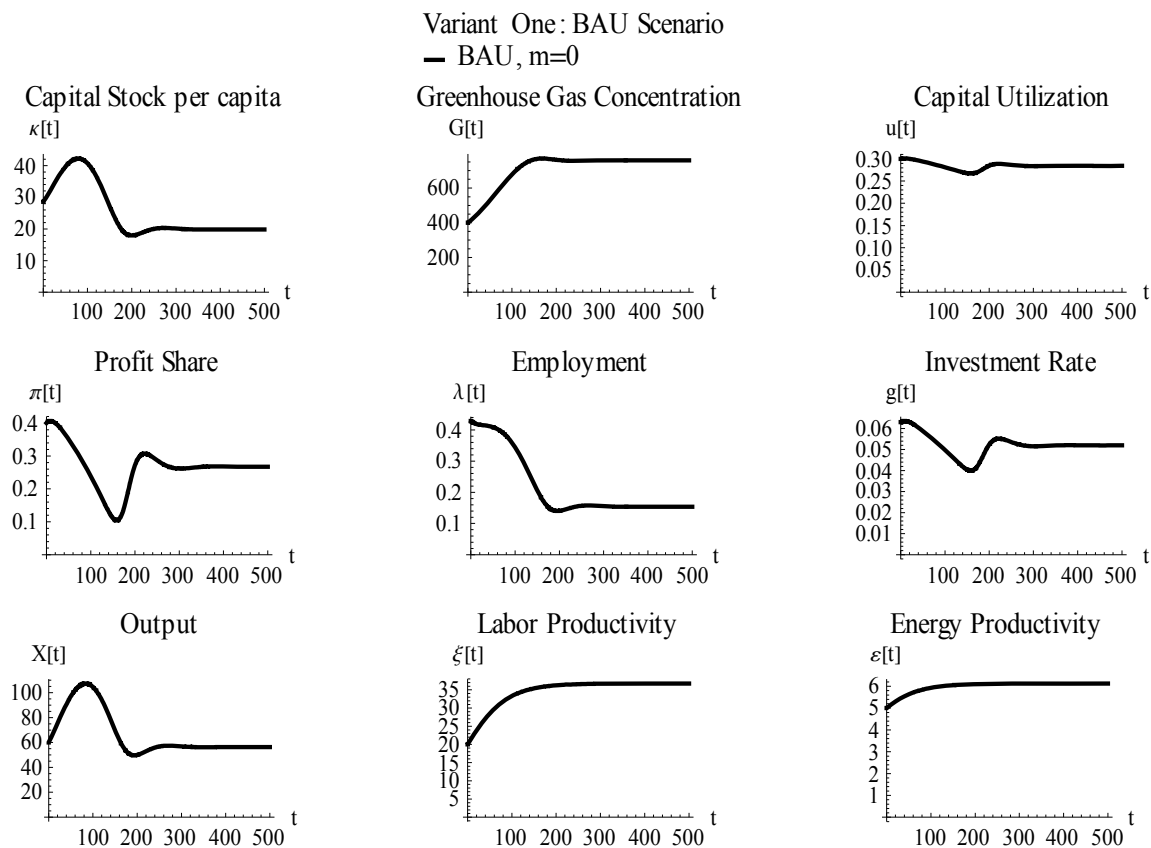 Variant One: BAU Scenario
BAU, m=0
Capital Stock per capita
κ[t]
40
30
20
10
100 200 300 400 500
t
Greenhouse Gas Concentration
G[t]
600
400
200
100 200 300 400 500
t
Capital Utilization
u[t]
0.30
0.25
0.20
0.15
0.10
0.05
100 200 300 400 500
t
Profit Share
π[t]
0.4
0.3
0.2
0.1
100 200 300 400 500
t
Employment
λ[t]
0.4
0.3
0.2
0.1
100 200 300 400 500
t
Investment Rate
g[t]
0.06
0.05
0.04
0.03
0.02
0.01
100 200 300 400 500
t
Output
X[t]
100
80
60
40
20
100 200 300 400 500
t
Labor Productivity
ξ[t]
35
30
25
20
15
10
5
100 200 300 400 500
t
Energy Productivity
ε[t]
6
5
4
3
2
1
100 200 300 400 500
t